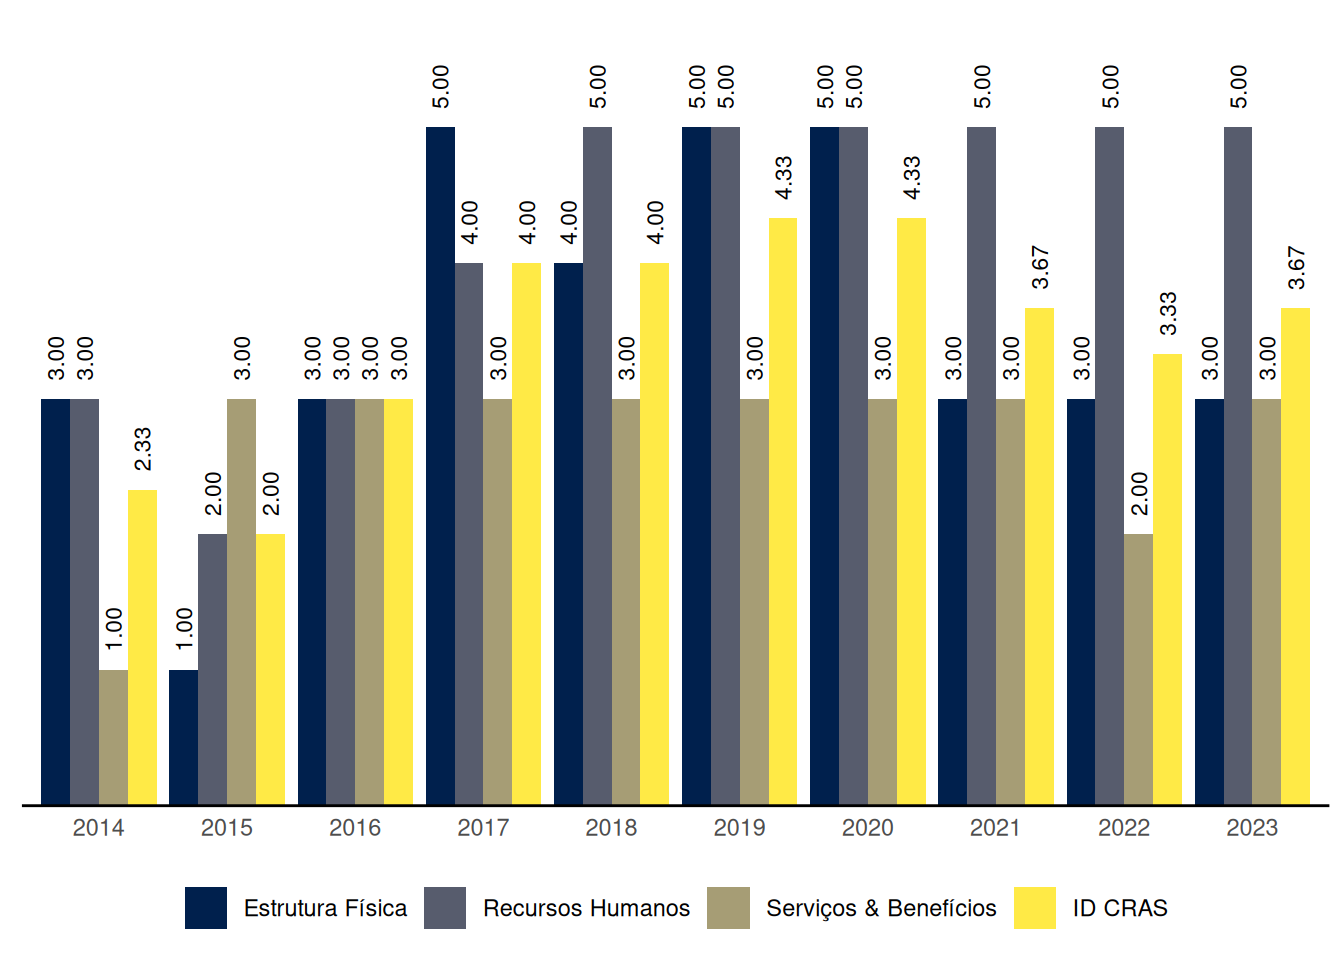 5.00 5.00 5.00 5.00 5.00 5.00 5.00 5.00 5.00
4.33 4.33
4.00 4.00 4.00 4.00
3.67 3.67
3.33
3.00 3.00 3.00 3.00 3.00 3.00 3.00 3.00 3.00 3.00 3.00 3.00 3.00 3.00 3.00 3.00
2.33
2.00 2.00 2.00
1.00 1.00
2014 2015 2016 2017 2018 2019 2020 2021 2022 2023
Estrutura Física Recursos Humanos Serviços & Benefícios ID CRAS